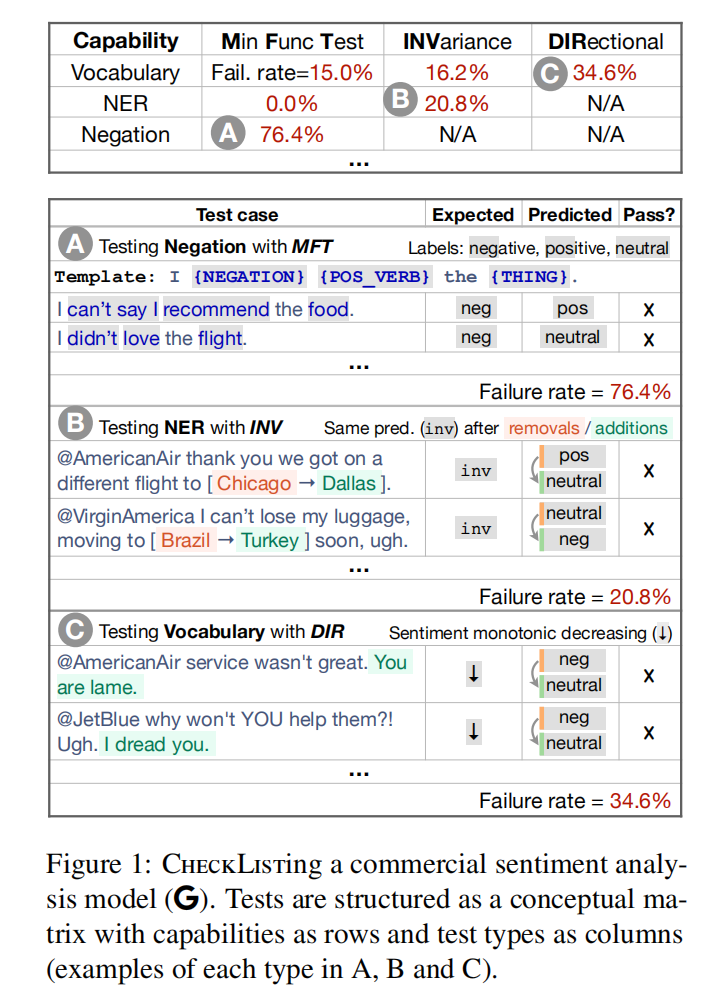 Capability Min Func Test INVariance DIRectional
Vocabulary Fail. rate=15.0% 16.2% C 34.6%
NER 0.0% B 20.8% N/A
Negation A 76.4% N/A N/A
...
Test case Expected Predicted Pass?
A Testing Negation with MFT Labels: negative, positive, neutral
Template: I {NEGATION} {POS_VERB} the {THING}.
I can't say I recommend the food. neg pos X
I didn't love the flight. neg neutral X
...
Failure rate = 76.4%
B Testing NER with INV Same pred. (inv) after removals / additions
@AmericanAir thank you we got on a
different flight to [ Chicago → Dallas ]. inv pos neutral X
@VirginAmerica I can't lose my luggage,
moving to [ Brazil → Turkey ] soon, ugh. inv neutral neg X
...
Failure rate = 20.8%
C Testing Vocabulary with DIR Sentiment monotonic decreasing (↓)
@AmericanAir service wasn't great. You
are lame. ↓ neg neutral X
@JetBlue why won't YOU help them?!
Ugh. I dread you. ↓ neg neutral X
...
Failure rate = 34.6%
Figure 1: CHECKLISTing a commercial sentiment analy-
sis model (G). Tests are structured as a conceptual ma-
trix with capabilities as rows and test types as columns
(examples of each type in A, B and C).